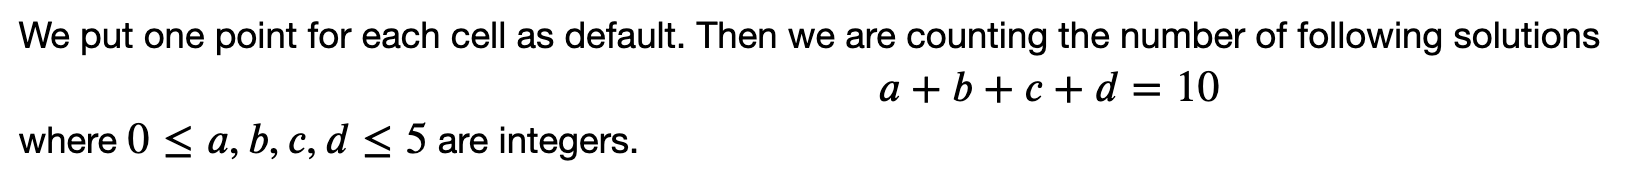 We put one point for each cell as default. Then we are counting the number of following solutions
a + b + c + d = 10
where 0 ≤ a, b, c, d ≤ 5 are integers.